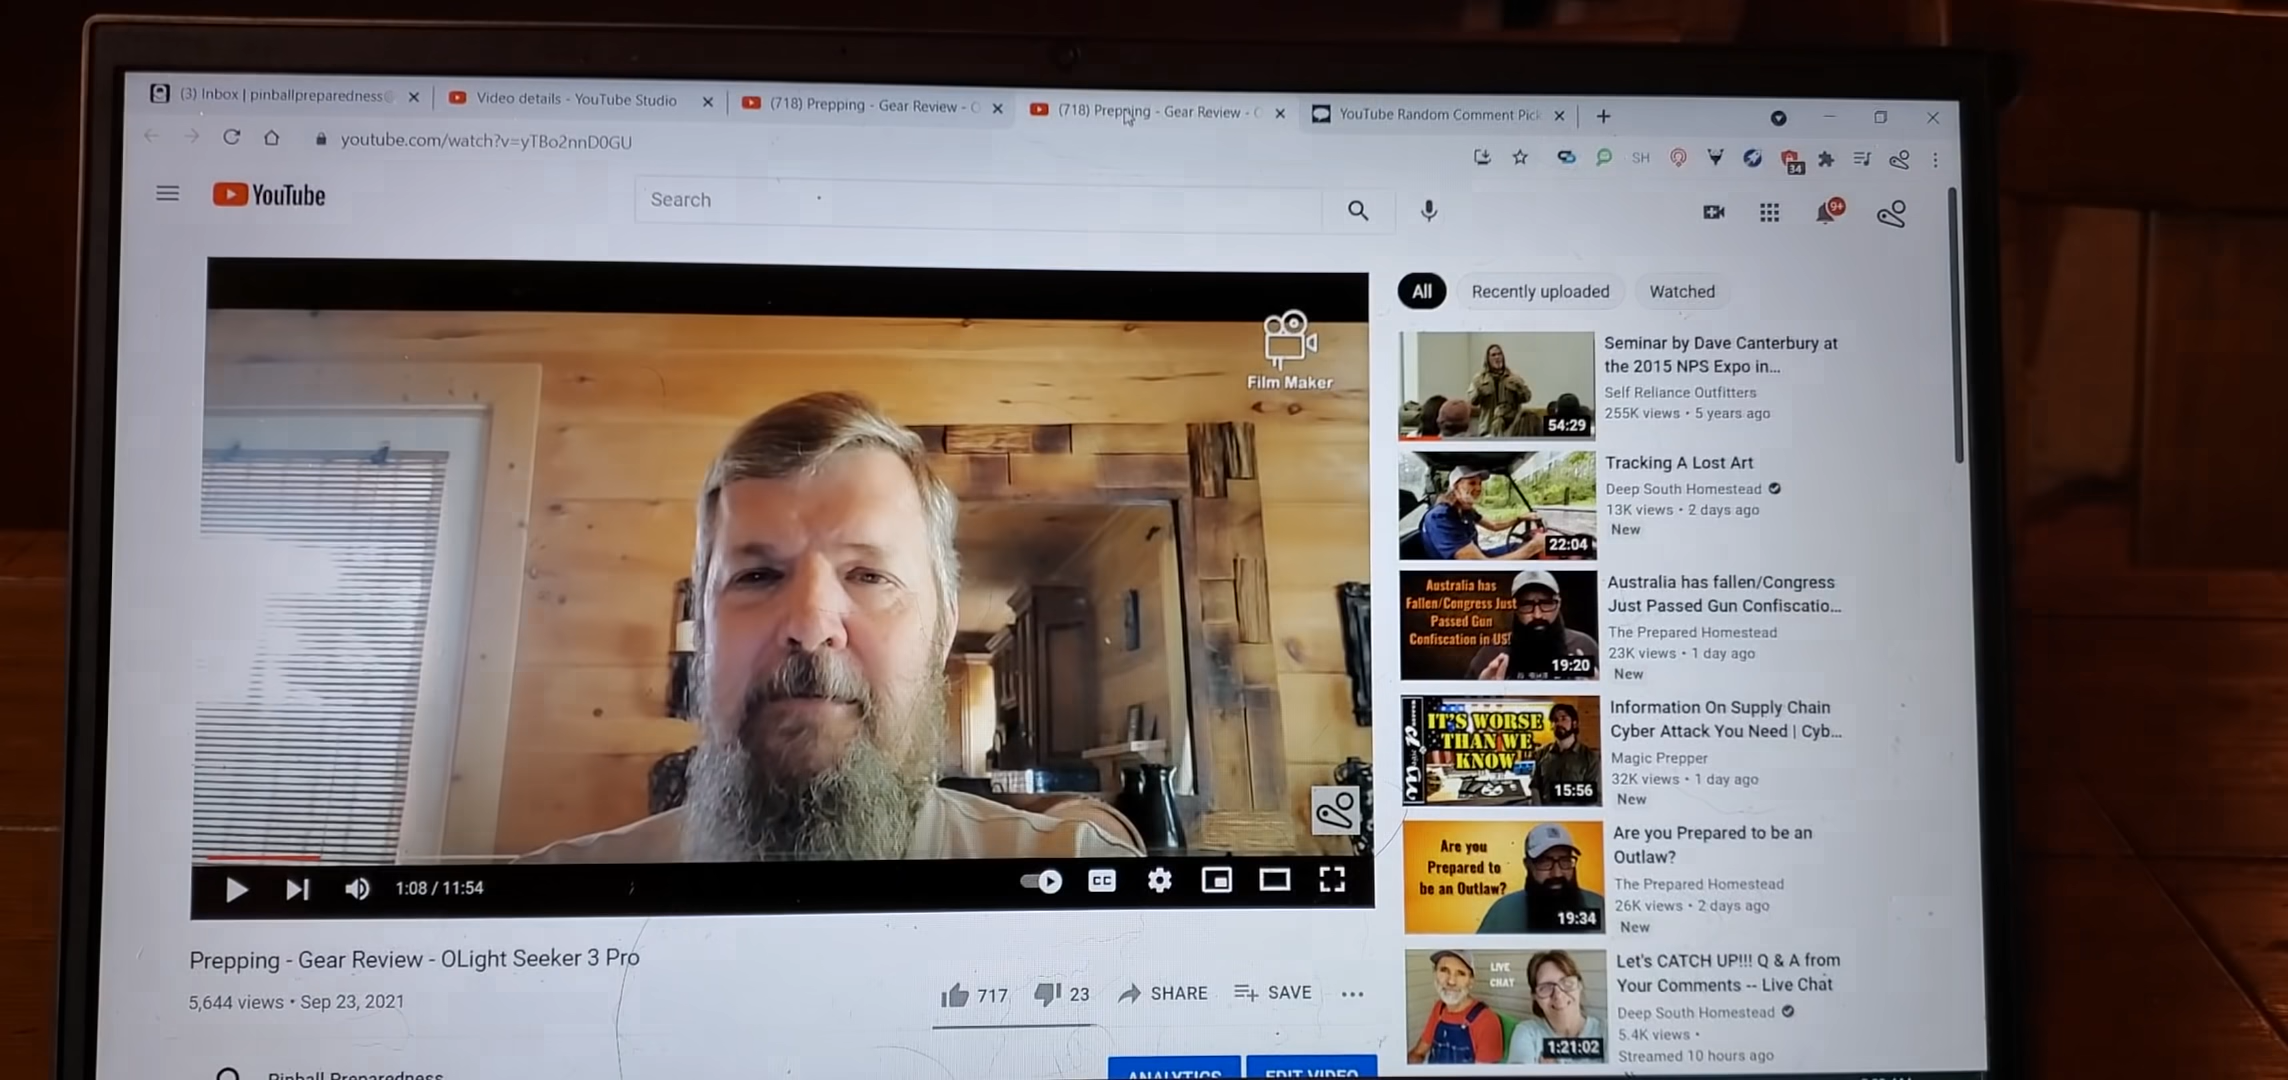 (3) Inbox | pinballpreparedness@
Video details - YouTube Studio
(718) Prepping - Gear Review - O
(718) Prepping - Gear Review - O
YouTube Random Comment Pick
youtube.com/watch?v=yTBo2nnD0GU
SH
34
YouTube
Search
9+
Film Maker
CC
1:08 / 11:54
Prepping - Gear Review - OLight Seeker 3 Pro
5,644 views • Sep 23, 2021
717
23
SHARE
SAVE
Pinball Preparedness
ANALYTICS
EDIT VIDEO
All
Recently uploaded
Watched
54:29
Seminar by Dave Canterbury at
the 2015 NPS Expo in...
Self Reliance Outfitters
255K views • 5 years ago
22:04
Tracking A Lost Art
Deep South Homestead
13K views • 2 days ago
New
Australia has
Fallen/Congress Just
Passed Gun
Confiscation in US!
19:20
Australia has fallen/Congress
Just Passed Gun Confiscatio...
The Prepared Homestead
23K views • 1 day ago
New
IT'S WORSE
THAN WE
KNOW
15:56
Information On Supply Chain
Cyber Attack You Need | Cyb...
Magic Prepper
32K views • 1 day ago
New
Are you
Prepared to
be an Outlaw?
19:34
Are you Prepared to be an
Outlaw?
The Prepared Homestead
26K views • 2 days ago
New
LIVE
CHAT
1:21:02
Let's CATCH UP!!! Q & A from
Your Comments -- Live Chat
Deep South Homestead
5.4K views •
Streamed 10 hours ago